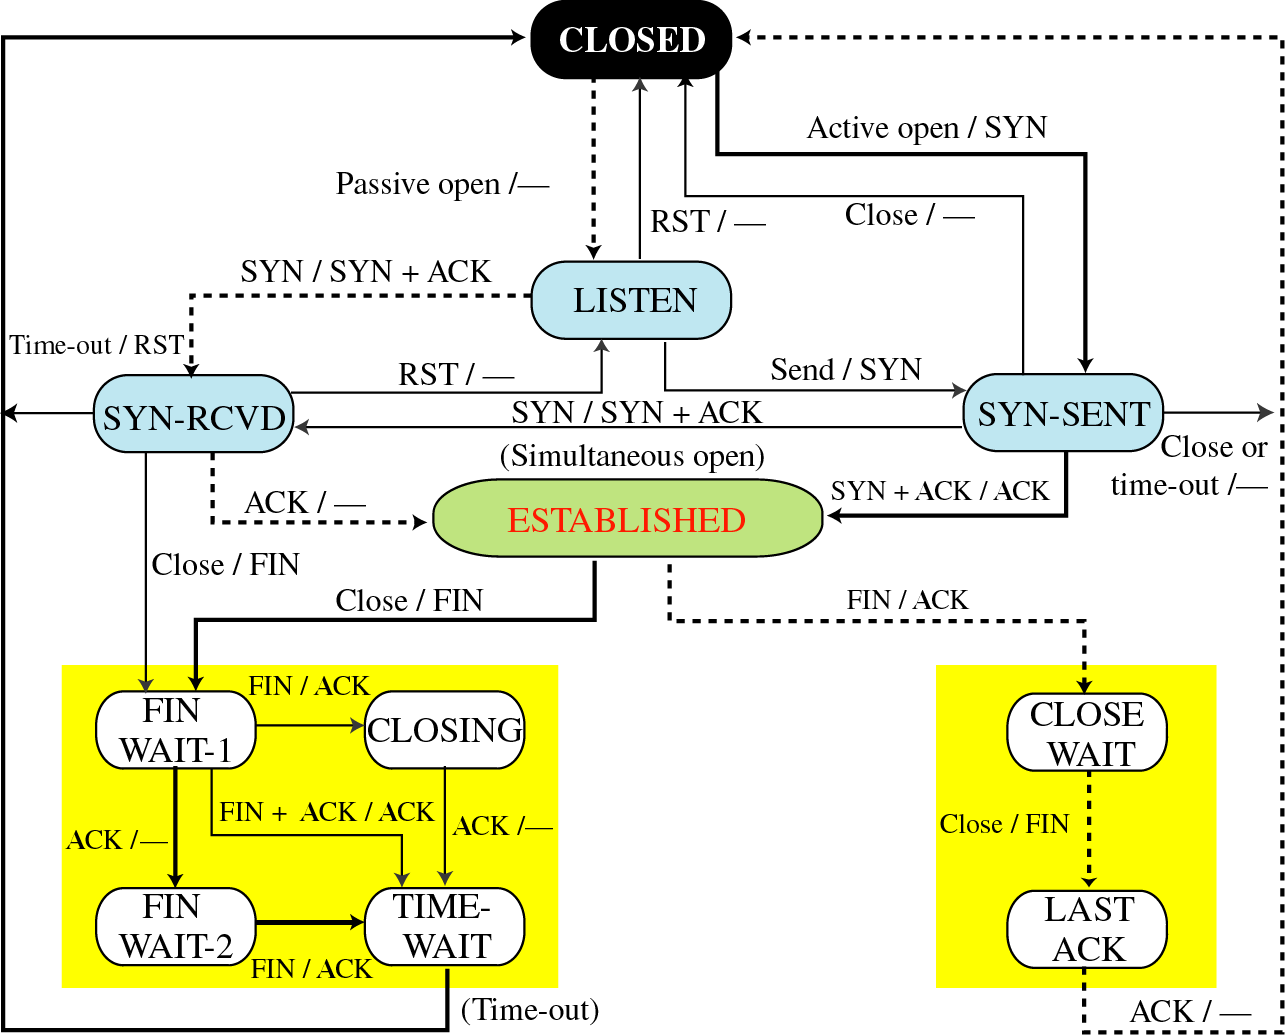 CLOSED
Active open / SYN
Passive open /—
RST / —
Close / —
SYN / SYN + ACK
LISTEN
Time-out / RST
RST / —
Send / SYN
SYN-RCVD
SYN / SYN + ACK
SYN-SENT
(Simultaneous open)
Close or
time-out /—
ACK / —
ESTABLISHED
SYN + ACK / ACK
Close / FIN
Close / FIN
FIN / ACK
FIN
WAIT-1
FIN / ACK
CLOSING
CLOSE
WAIT
FIN + ACK / ACK
ACK /—
ACK /—
Close / FIN
FIN
WAIT-2
TIME-
WAIT
FIN / ACK
LAST
ACK
(Time-out)
ACK / —